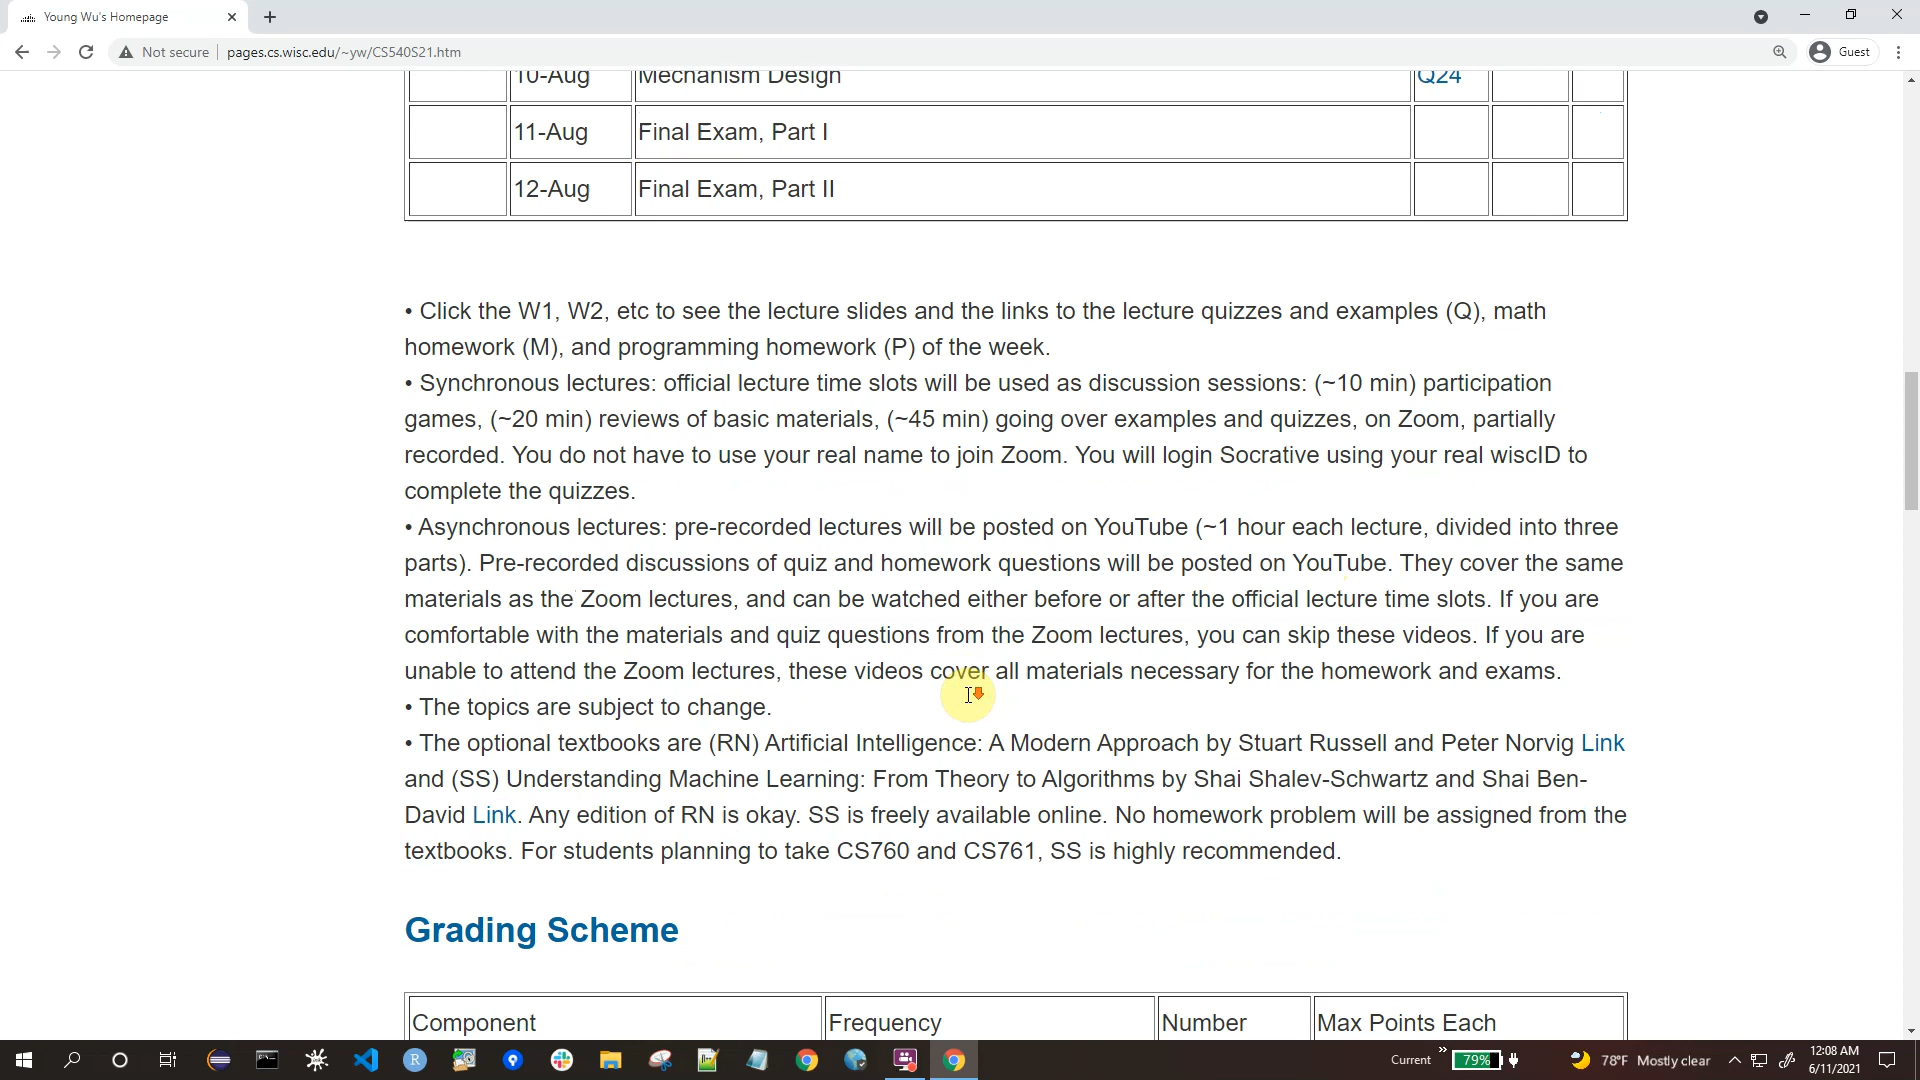 Young Wu's Homepage
Not secure
pages.cs.wisc.edu/~yw/CS540S21.htm
Guest
10-Aug Mechanism Design Q24
11-Aug Final Exam, Part I
12-Aug Final Exam, Part II
• Click the W1, W2, etc to see the lecture slides and the links to the lecture quizzes and examples (Q), math
homework (M), and programming homework (P) of the week.
• Synchronous lectures: official lecture time slots will be used as discussion sessions: (~10 min) participation
games, (~20 min) reviews of basic materials, (~45 min) going over examples and quizzes, on Zoom, partially
recorded. You do not have to use your real name to join Zoom. You will login Socrative using your real wiscID to
complete the quizzes.
• Asynchronous lectures: pre-recorded lectures will be posted on YouTube (~1 hour each lecture, divided into three
parts). Pre-recorded discussions of quiz and homework questions will be posted on YouTube. They cover the same
materials as the Zoom lectures, and can be watched either before or after the official lecture time slots. If you are
comfortable with the materials and quiz questions from the Zoom lectures, you can skip these videos. If you are
unable to attend the Zoom lectures, these videos cover all materials necessary for the homework and exams.
• The topics are subject to change.
• The optional textbooks are (RN) Artificial Intelligence: A Modern Approach by Stuart Russell and Peter Norvig Link
and (SS) Understanding Machine Learning: From Theory to Algorithms by Shai Shalev-Schwartz and Shai Ben-
David Link. Any edition of RN is okay. SS is freely available online. No homework problem will be assigned from the
textbooks. For students planning to take CS760 and CS761, SS is highly recommended.
Grading Scheme
Component Frequency Number Max Points Each
Current » 79% 78°F Mostly clear 12:08 AM
6/11/2021